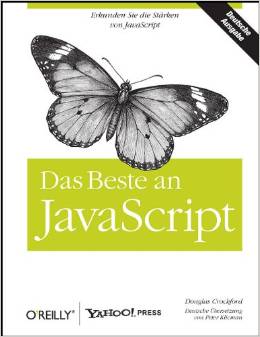 Erkunden Sie die Stärken
von JavaScript
Deutsche
Ausgabe
Das Beste an
JavaScript
Douglas Crockford
Deutsche Übersetzung
von Peter Klicman
O'REILLY®
YAHOO! PRESS